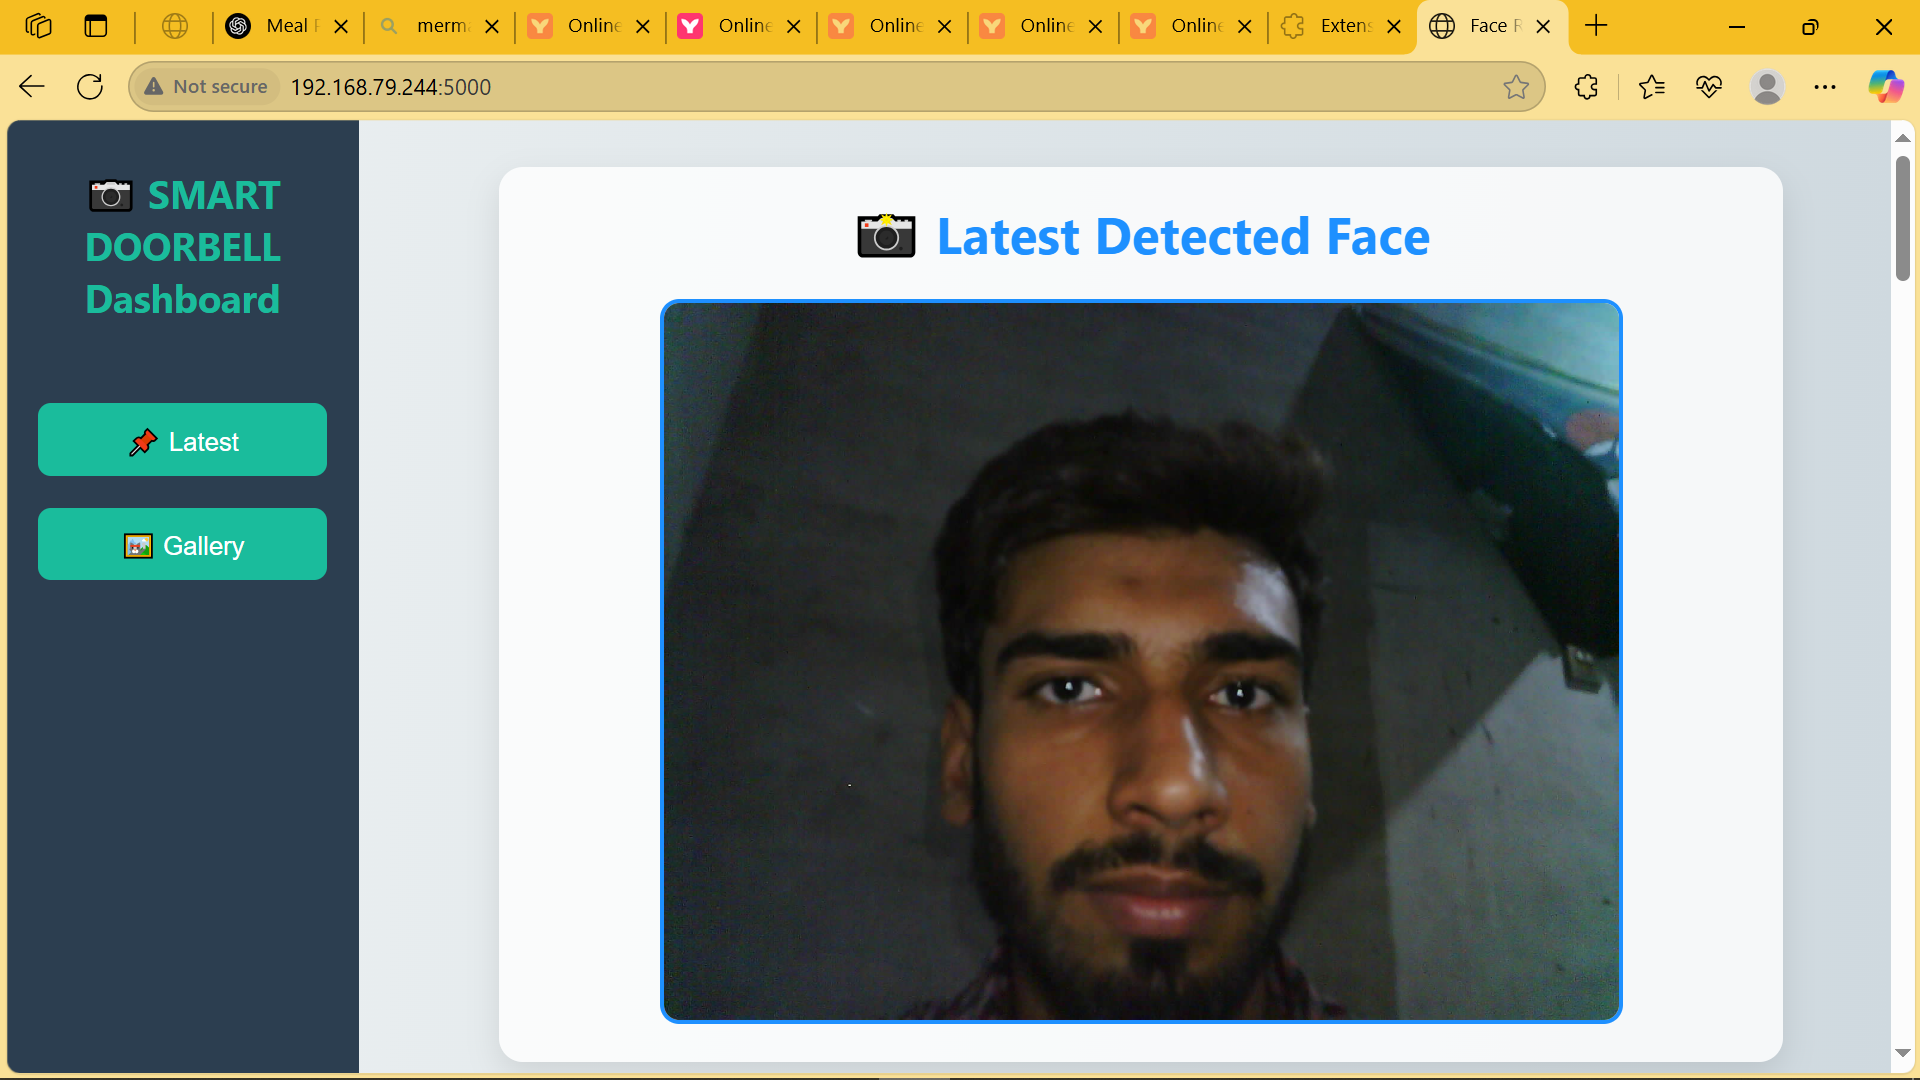 Meal
merm
Online
Online
Online
Online
Online
Extens
Face R
Not secure
192.168.79.244:5000
SMART
DOORBELL
Dashboard
Latest
Gallery
Latest Detected Face